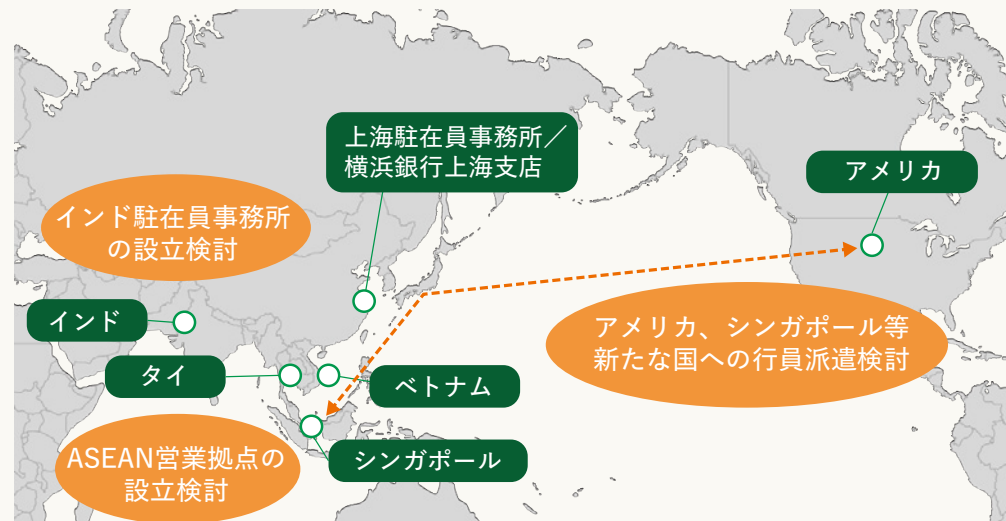 上海駐在員事務所／
横浜銀行上海支店
アメリカ
インド駐在員事務所
の設立検討
インド
アメリカ、シンガポール等
新たな国への行員派遣検討
タイ
ベトナム
ASEAN営業拠点の
設立検討
シンガポール